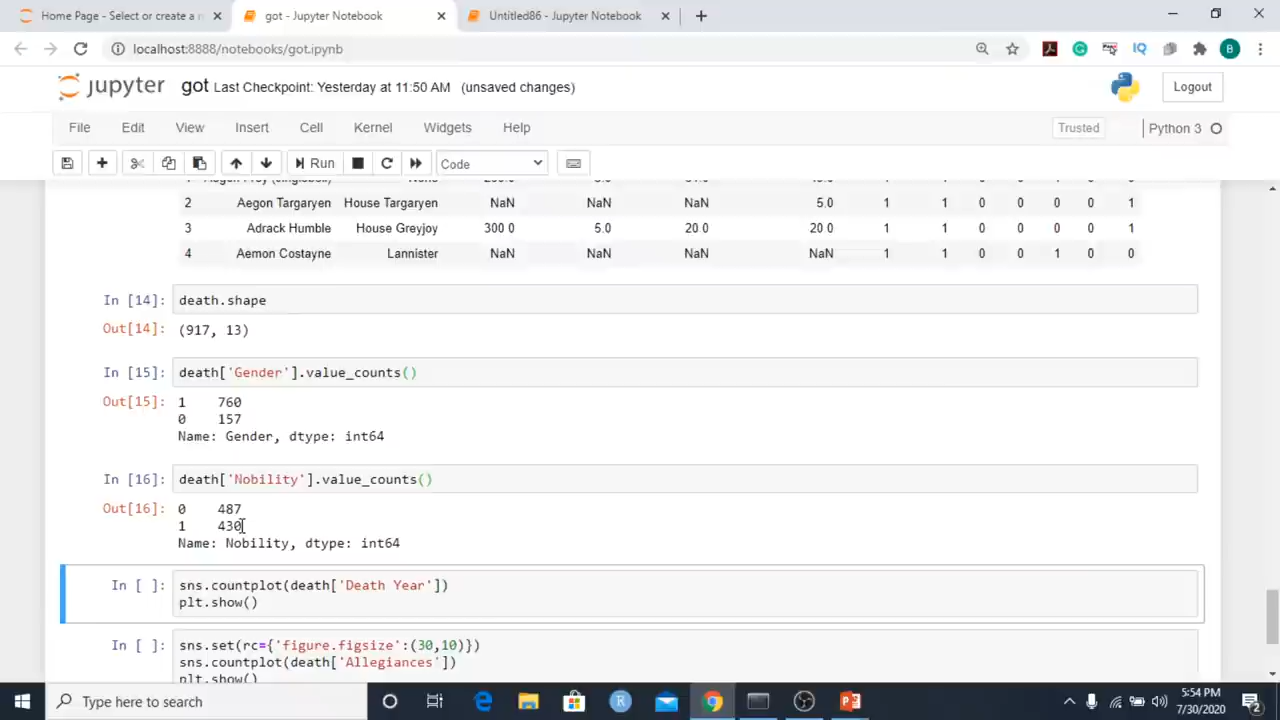 Home Page - Select or create a n
got - Jupyter Notebook
Untitled86 - Jupyter Notebook
localhost:8888/notebooks/got.ipynb
IQ
B
jupyter got Last Checkpoint: Yesterday at 11:50 AM (unsaved changes)
Logout
File Edit View Insert Cell Kernel Widgets Help
Trusted Python 3
Run Code
2 Aegon Targaryen House Targaryen NaN NaN NaN 5.0 1 1 0 0 0 0 1
3 Adrack Humble House Greyjoy 300 0 5.0 20 0 20 0 1 1 0 0 0 0 1
4 Aemon Costayne Lannister NaN NaN NaN NaN 1 1 0 0 1 0 0
In [14]: death.shape
Out[14]: (917, 13)
In [15]: death['Gender'].value_counts()
Out[15]: 1 760
0 157
Name: Gender, dtype: int64
In [16]: death['Nobility'].value_counts()
Out[16]: 0 487
1 430
Name: Nobility, dtype: int64
In [ ]: sns.countplot(death['Death Year'])
plt.show()
In [ ]: sns.set(rc={'figure.figsize':(30,10)})
sns.countplot(death['Allegiances'])
plt.show()
Type here to search
R
5:54 PM
7/30/2020
2